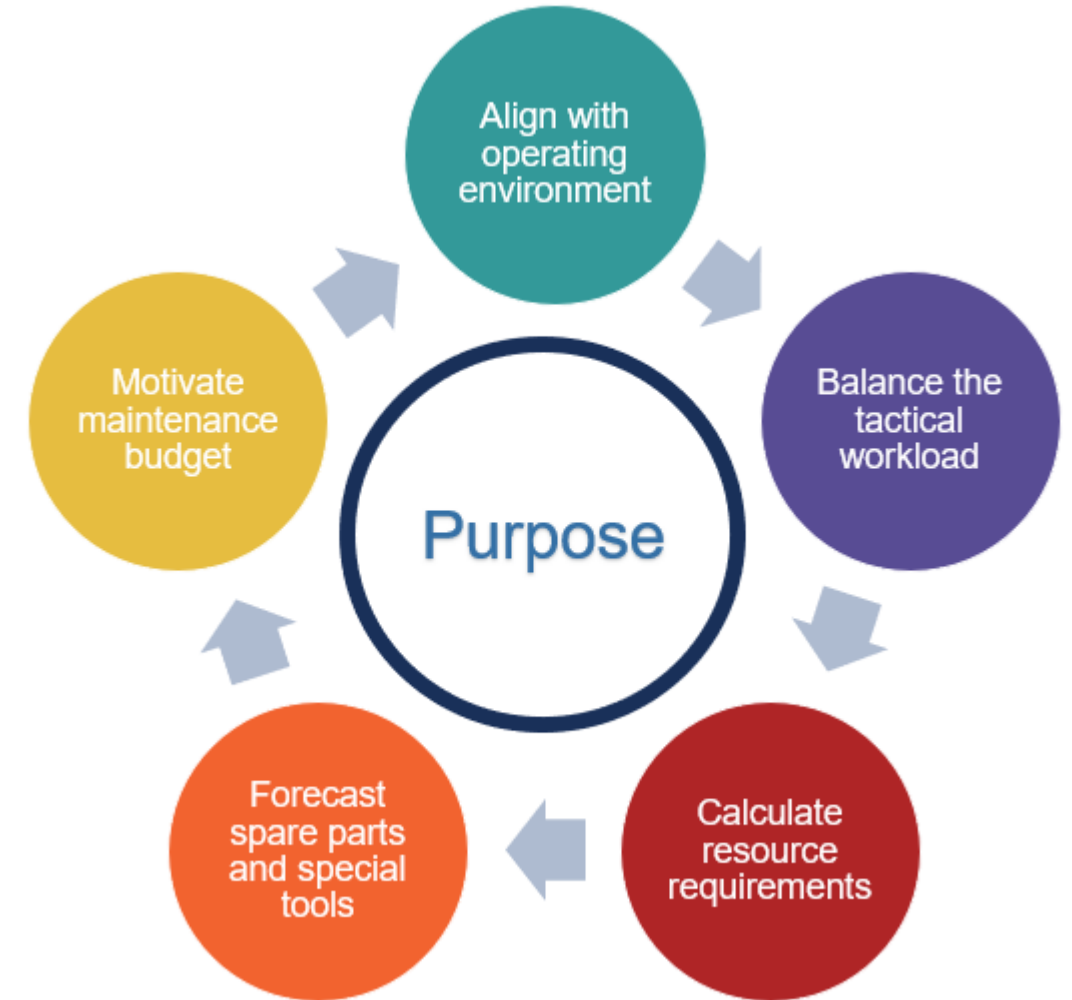 Align with
operating
environment
Balance the
tactical
workload
Calculate
resource
requirements
Forecast
spare parts
and special
tools
Motivate
maintenance
budget
Purpose